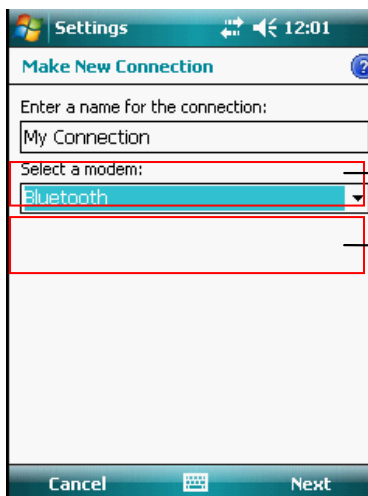 Settings 12:01
Make New Connection ?
Enter a name for the connection:
My Connection
Select a modem:
Bluetooth
Cancel Next